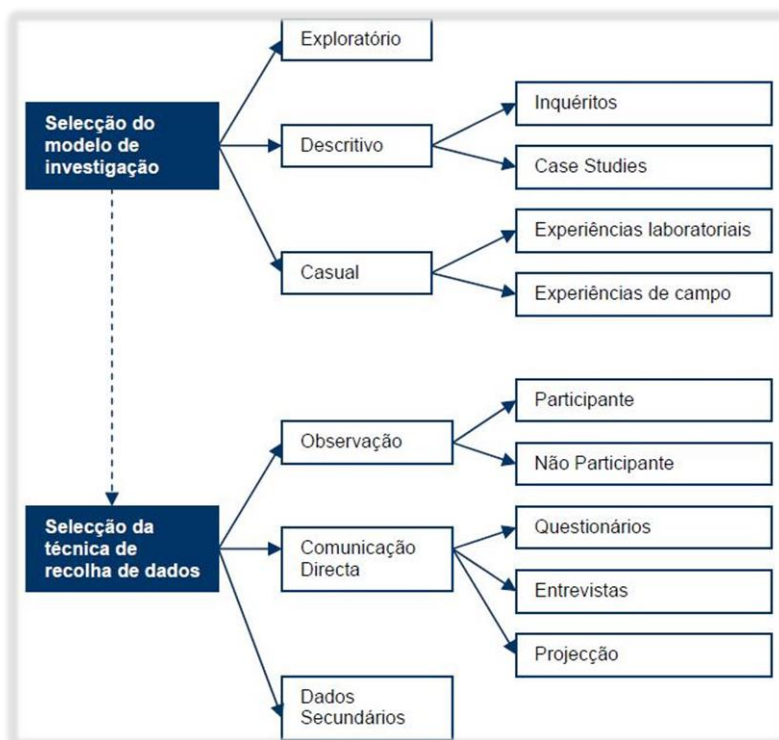 Exploratório
Selecção do
modelo de
investigação
Descritivo
Inquéritos
Case Studies
Casual
Experiências laboratoriais
Experiências de campo
Selecção da
técnica de
recolha de dados
Observação
Participante
Não Participante
Comunicação
Directa
Questionários
Entrevistas
Projecção
Dados
Secundários